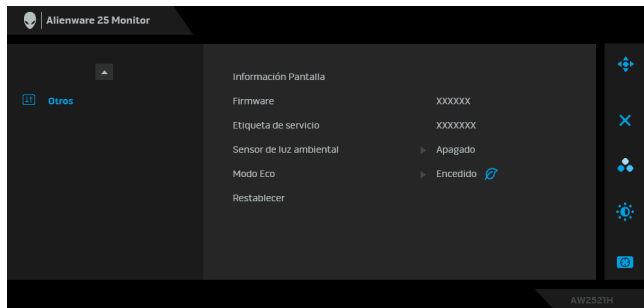 Alienware 25 Monitor
Otros
Información Pantalla
Firmware XXXXXX
Etiqueta de servicio XXXXXXX
Sensor de luz ambiental Apagado
Modo Eco Encedido
Restablecer
AW2521H